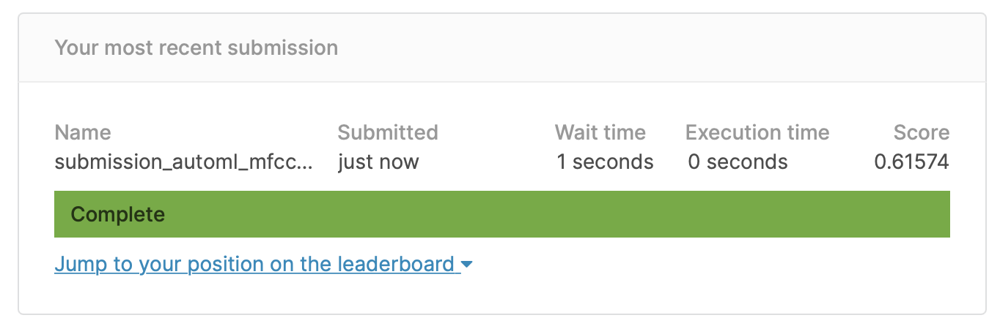 Your most recent submission
Name Submitted Wait time Execution time Score
submission_automl_mfcc... just now 1 seconds 0 seconds 0.61574
Complete
Jump to your position on the leaderboard